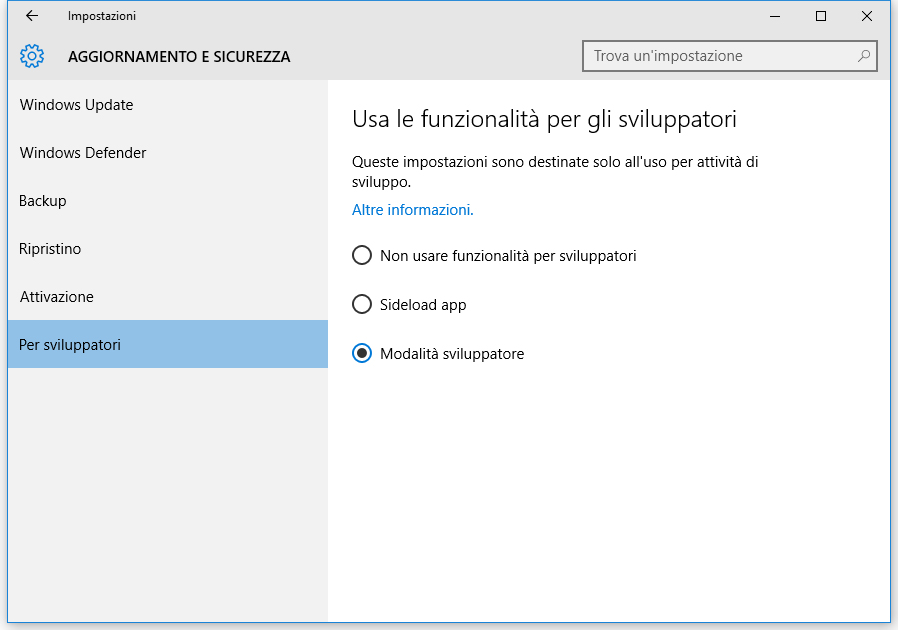 Impostazioni
AGGIORNAMENTO E SICUREZZA
Trova un'impostazione
Windows Update
Windows Defender
Backup
Ripristino
Attivazione
Per sviluppatori
Usa le funzionalità per gli sviluppatori
Queste impostazioni sono destinate solo all'uso per attività di
sviluppo.
Altre informazioni.
Non usare funzionalità per sviluppatori
Sideload app
Modalità sviluppatore